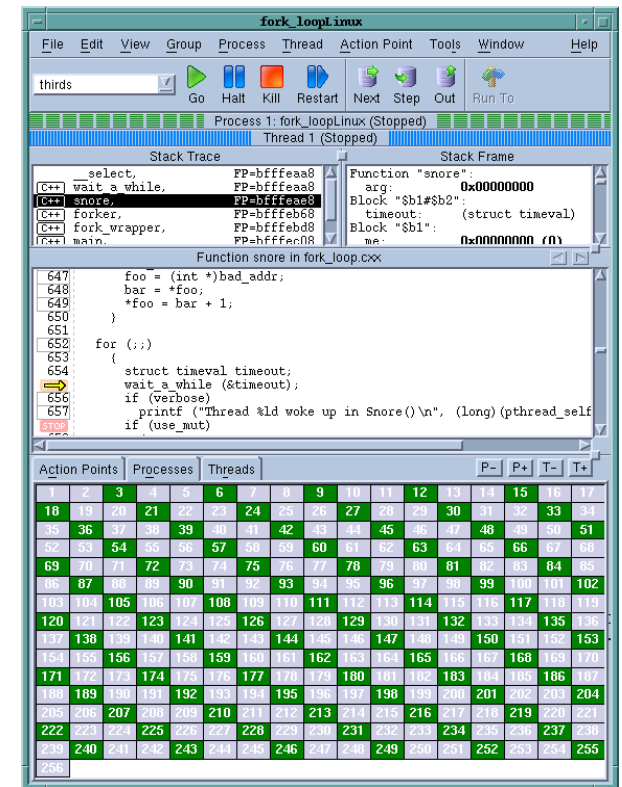 fork_loopLinux
File Edit View Group Process Thread Action Point Tools Window Help
thirds Go Halt Kill Restart Next Step Out Run To
Process 1: fork_loopLinux (Stopped)
Thread 1 (Stopped)
Stack Trace Stack Frame
__select, FP=bfffeaa8 Function "snore":
C++ wait_a_while, FP=bfffeaa8 arg: 0x00000000
C++ snore, FP=bfffeae8 Block "$b1#$b2":
C++ forker, FP=bfffeb68 timeout: (struct timeval)
C++ fork_wrapper, FP=bfffebd8 Block "$b1":
C++ main, FP=bfffec08 me: 0x00000000 (0)
Function snore in fork_loop.cxx
647 foo = (int *)bad_addr;
648 bar = *foo;
649 *foo = bar + 1;
650 }
651
652 for (;;)
653 {
654 struct timeval timeout;
wait_a_while (&timeout);
656 if (verbose)
657 printf ("Thread %ld woke up in Snore()\n", (long)(pthread_self
STOP if (use_mut)
Action Points Processes Threads P- P+ T- T+
1 2 3 4 5 6 7 8 9 10 11 12 13 14 15 16 17
18 19 20 21 22 23 24 25 26 27 28 29 30 31 32 33 34
35 36 37 38 39 40 41 42 43 44 45 46 47 48 49 50 51
52 53 54 55 56 57 58 59 60 61 62 63 64 65 66 67 68
69 70 71 72 73 74 75 76 77 78 79 80 81 82 83 84 85
86 87 88 89 90 91 92 93 94 95 96 97 98 99 100 101 102
103 104 105 106 107 108 109 110 111 112 113 114 115 116 117 118 119
120 121 122 123 124 125 126 127 128 129 130 131 132 133 134 135 136
137 138 139 140 141 142 143 144 145 146 147 148 149 150 151 152 153
154 155 156 157 158 159 160 161 162 163 164 165 166 167 168 169 170
171 172 173 174 175 176 177 178 179 180 181 182 183 184 185 186 187
188 189 190 191 192 193 194 195 196 197 198 199 200 201 202 203 204
205 206 207 208 209 210 211 212 213 214 215 216 217 218 219 220 221
222 223 224 225 226 227 228 229 230 231 232 233 234 235 236 237 238
239 240 241 242 243 244 245 246 247 248 249 250 251 252 253 254 255
256